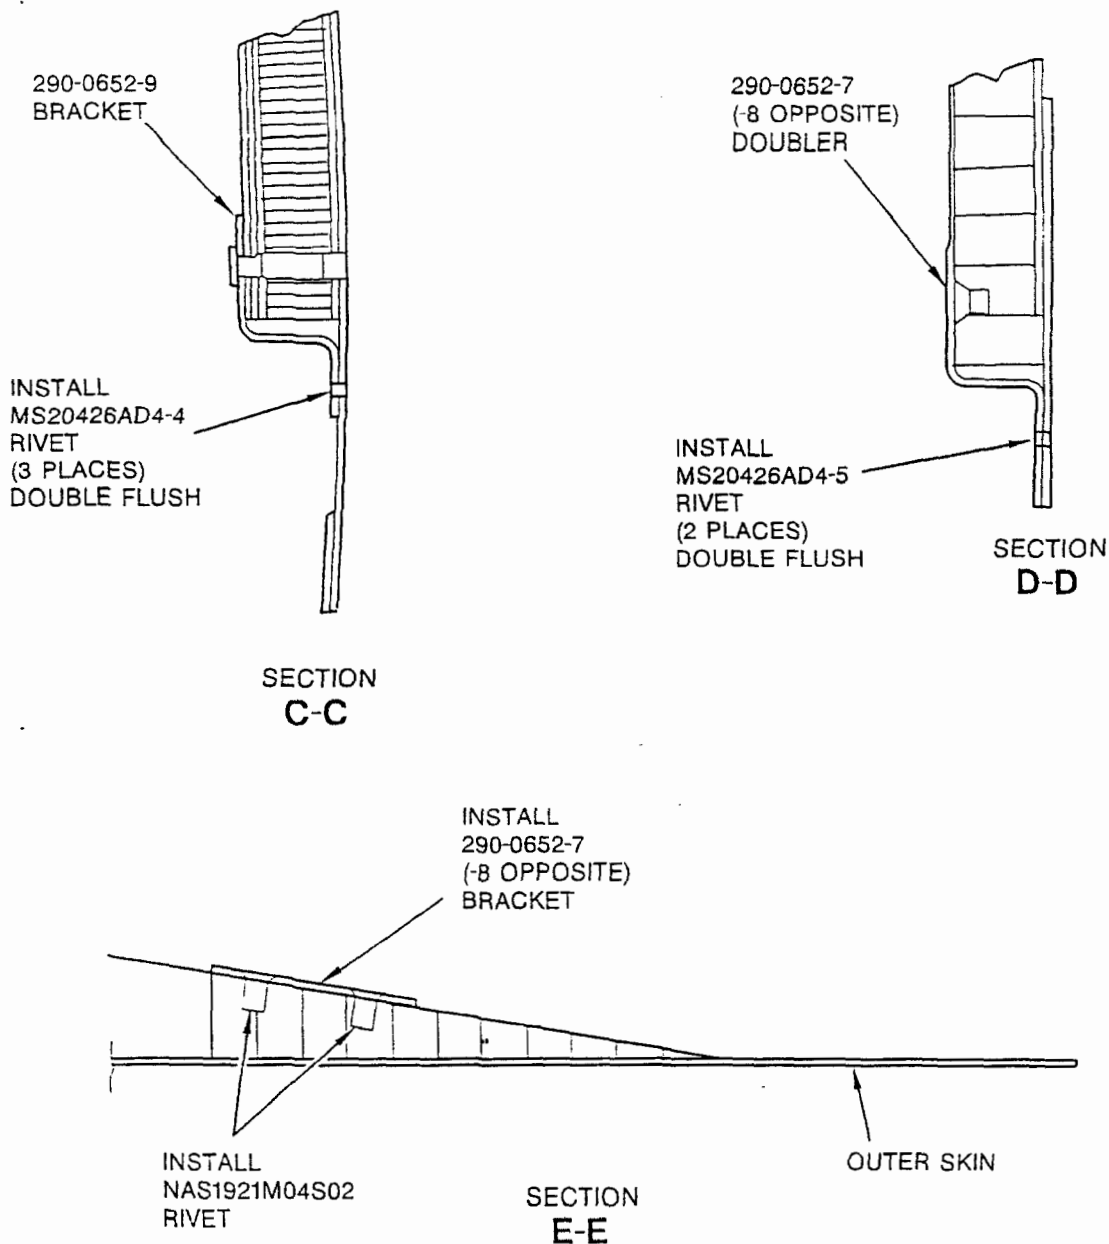 290-0652-9
BRACKET
INSTALL
MS20426AD4-4
RIVET
(3 PLACES)
DOUBLE FLUSH
SECTION
C-C
290-0652-7
(-8 OPPOSITE)
DOUBLER
INSTALL
MS20426AD4-5
RIVET
(2 PLACES)
DOUBLE FLUSH
SECTION
D-D
INSTALL
290-0652-7
(-8 OPPOSITE)
BRACKET
INSTALL
NAS1921M04S02
RIVET
OUTER SKIN
SECTION
E-E